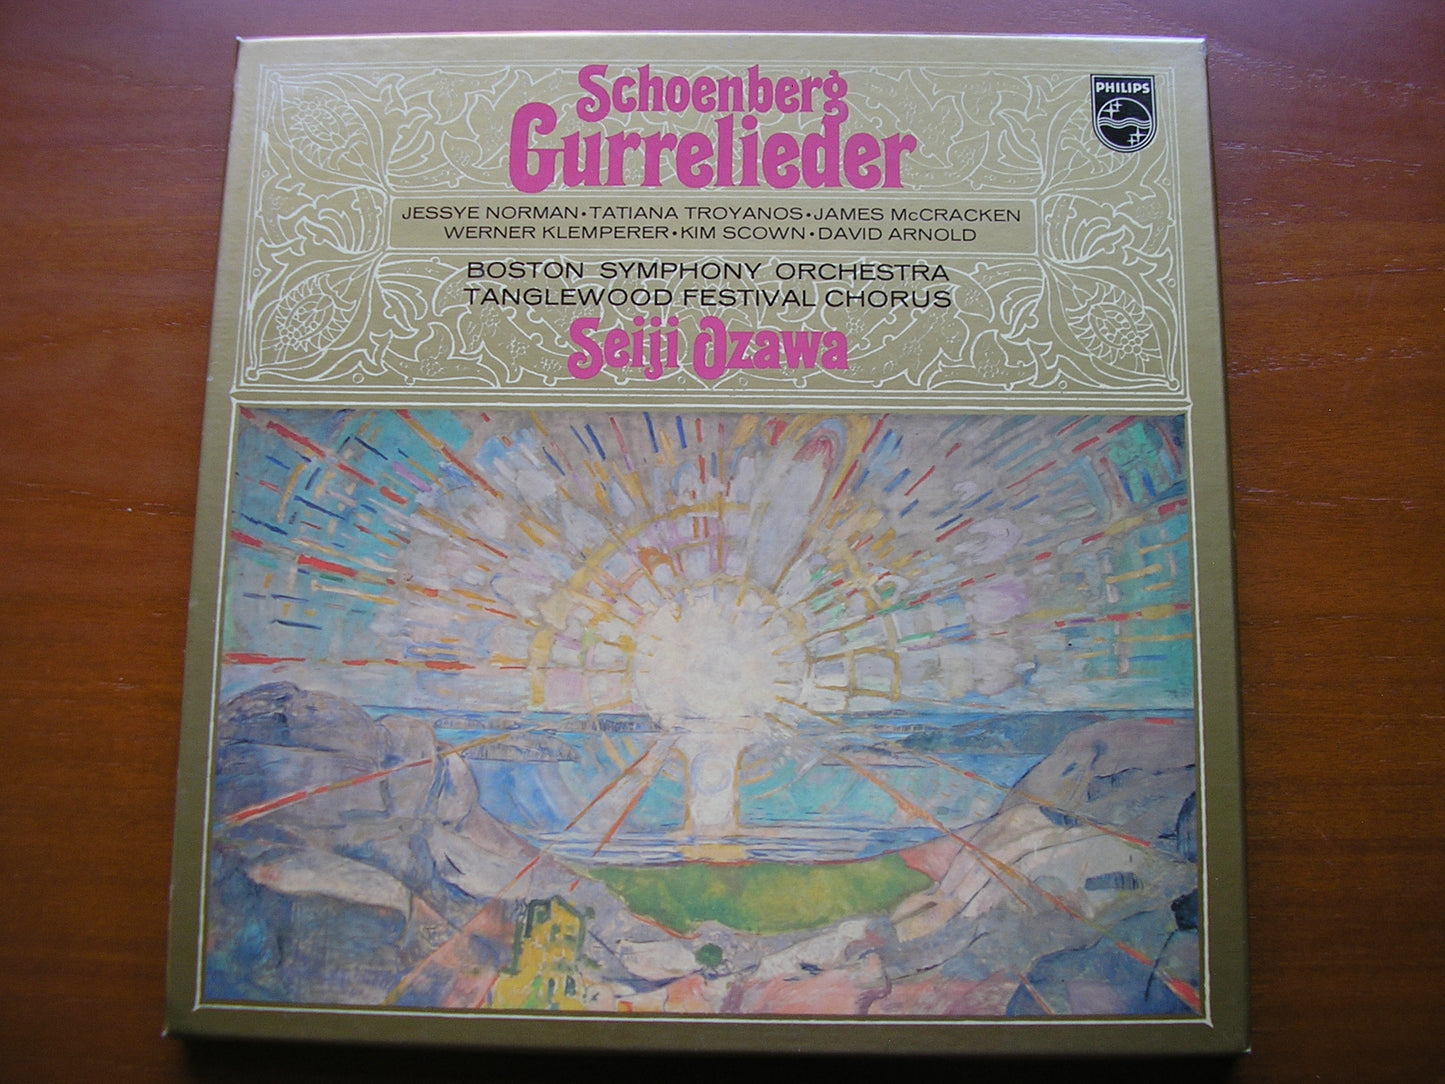 Schoenberg
Gurrelieder
PHILIPS
JESSYE NORMAN • TATIANA TROYANOS • JAMES McCRACKEN
WERNER KLEMPERER • KIM SCOWN • DAVID ARNOLD
BOSTON SYMPHONY ORCHESTRA
TANGLEWOOD FESTIVAL CHORUS
Seiji Ozawa